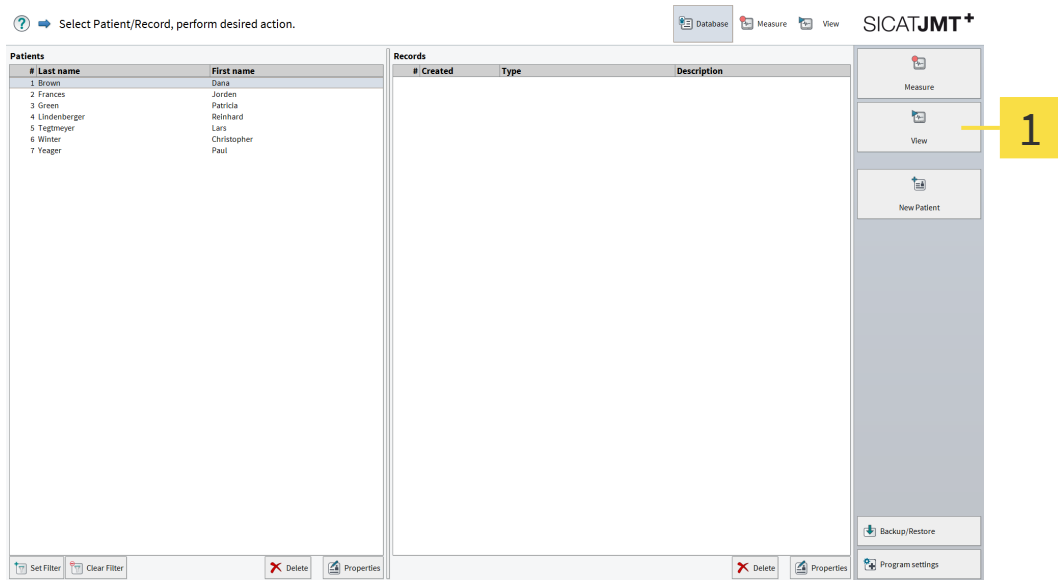 ? Select Patient/Record, perform desired action.
Database Measure View
SICATJMT+
Patients
# Last name First name
1 Brown Dana
2 Frances Jorden
3 Green Patricia
4 Lindenberger Reinhard
5 Tegtmeyer Lars
6 Winter Christopher
7 Yeager Paul
Set Filter Clear Filter Delete Properties
Records
# Created Type Description
Delete Properties
Measure
View
1
New Patient
Backup/Restore
Program settings